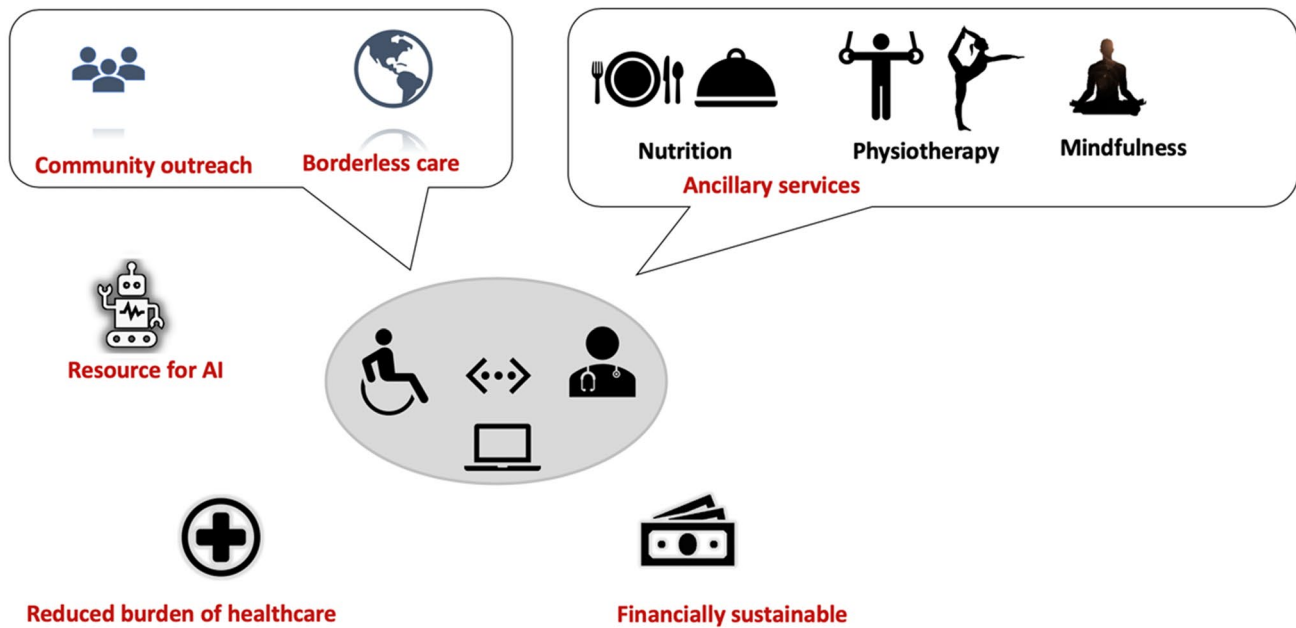 Community outreach
Borderless care
Nutrition
Physiotherapy
Mindfulness
Ancillary services
Resource for AI
Reduced burden of healthcare
Financially sustainable